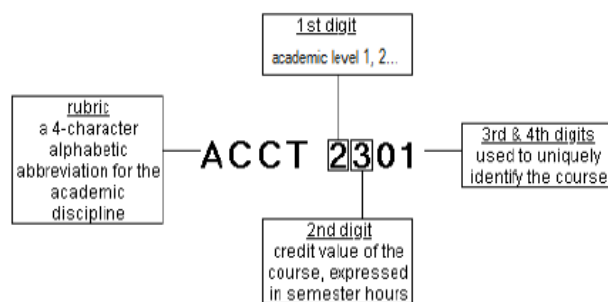 1st digit
academic level 1, 2...
rubric
a 4-character
alphabetic
abbreviation for the
academic
discipline
ACCT 2301
3rd & 4th digits
used to uniquely
identify the course
2nd digit
credit value of the
course, expressed
in semester hours